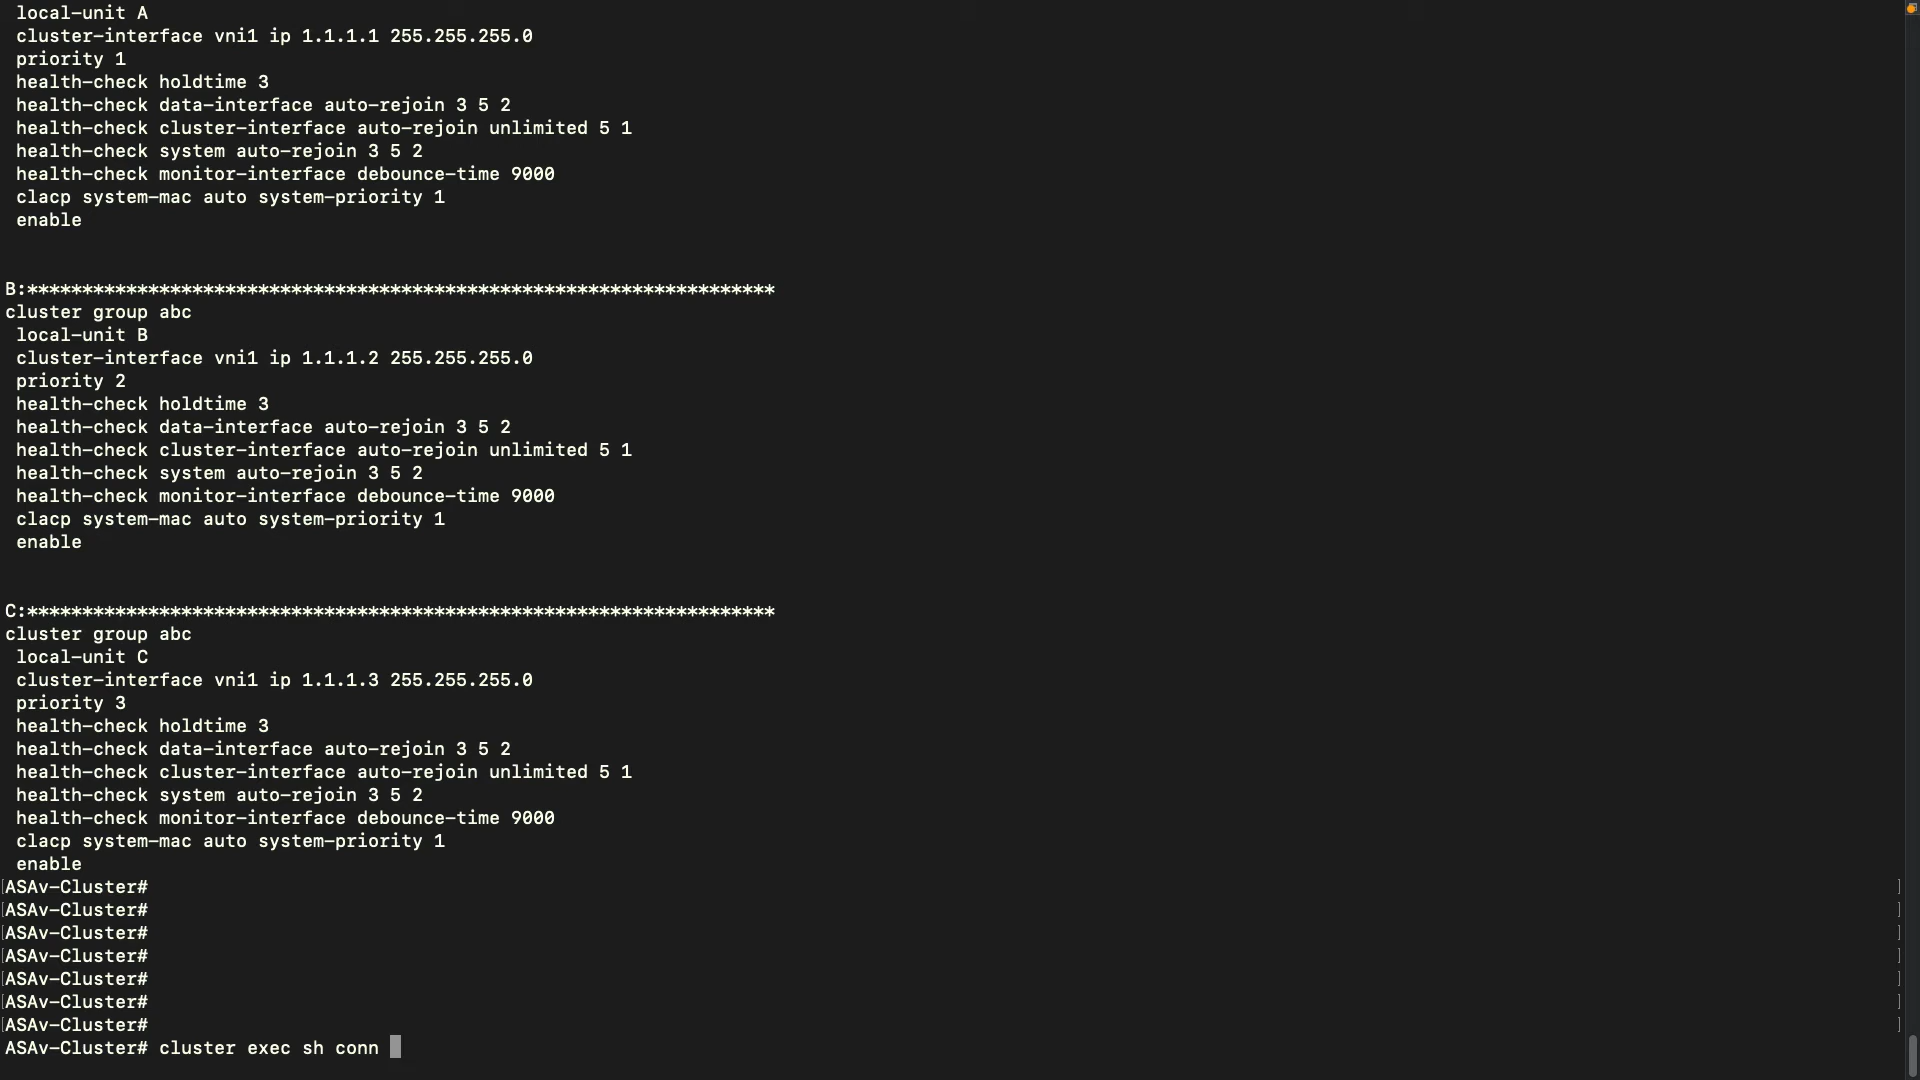 local-unit A
cluster-interface vni1 ip 1.1.1.1 255.255.255.0
priority 1
health-check holdtime 3
health-check data-interface auto-rejoin 3 5 2
health-check cluster-interface auto-rejoin unlimited 5 1
health-check system auto-rejoin 3 5 2
health-check monitor-interface debounce-time 9000
clacp system-mac auto system-priority 1
enable
B:********************************************************************
cluster group abc
local-unit B
cluster-interface vni1 ip 1.1.1.2 255.255.255.0
priority 2
health-check holdtime 3
health-check data-interface auto-rejoin 3 5 2
health-check cluster-interface auto-rejoin unlimited 5 1
health-check system auto-rejoin 3 5 2
health-check monitor-interface debounce-time 9000
clacp system-mac auto system-priority 1
enable
C:********************************************************************
cluster group abc
local-unit C
cluster-interface vni1 ip 1.1.1.3 255.255.255.0
priority 3
health-check holdtime 3
health-check data-interface auto-rejoin 3 5 2
health-check cluster-interface auto-rejoin unlimited 5 1
health-check system auto-rejoin 3 5 2
health-check monitor-interface debounce-time 9000
clacp system-mac auto system-priority 1
enable
[ASAv-Cluster# ]
[ASAv-Cluster# ]
[ASAv-Cluster# ]
[ASAv-Cluster# ]
[ASAv-Cluster# ]
[ASAv-Cluster# ]
[ASAv-Cluster# ]
ASAv-Cluster# cluster exec sh conn